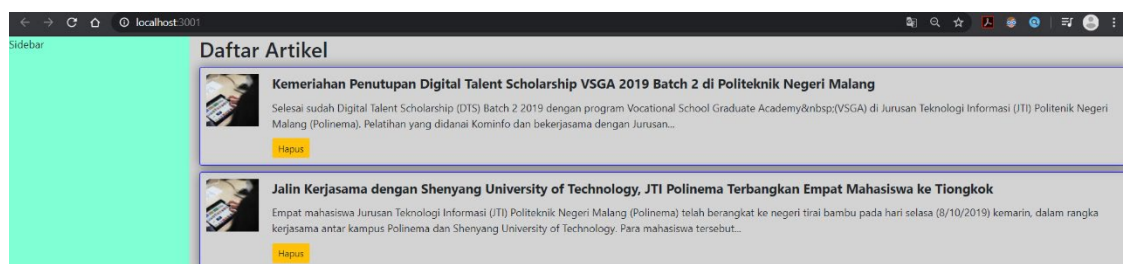 localhost:3001
Sidebar
Daftar Artikel
Kemeriahan Penutupan Digital Talent Scholarship VSGA 2019 Batch 2 di Politeknik Negeri Malang
Selesai sudah Digital Talent Scholarship (DTS) Batch 2 2019 dengan program Vocational School Graduate Academy&nbsp;(VSGA) di Jurusan Teknologi Informasi (JTI) Politenik Negeri
Malang (Polinema). Pelatihan yang didanai Kominfo dan bekerjasama dengan Jurusan...
Hapus
Jalin Kerjasama dengan Shenyang University of Technology, JTI Polinema Terbangkan Empat Mahasiswa ke Tiongkok
Empat mahasiswa Jurusan Teknologi Informasi (JTI) Politeknik Negeri Malang (Polinema) telah berangkat ke negeri tirai bambu pada hari selasa (8/10/2019) kemarin, dalam rangka
kerjasama antar kampus Polinema dan Shenyang University of Technology. Para mahasiswa tersebut...
Hapus